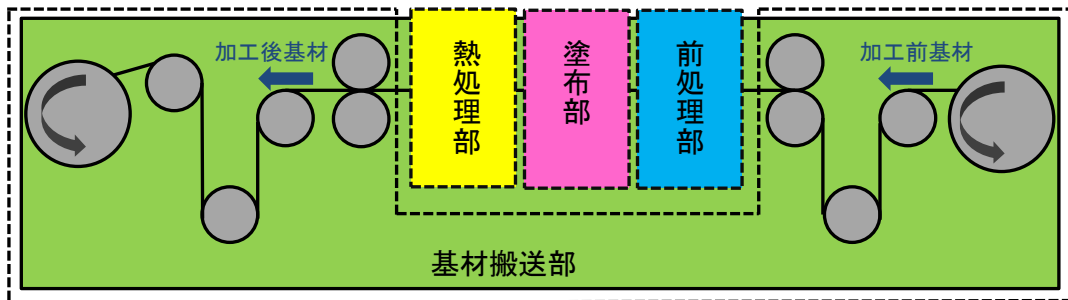 加工後基材
熱処理部
塗布部
前処理部
加工前基材
基材搬送部